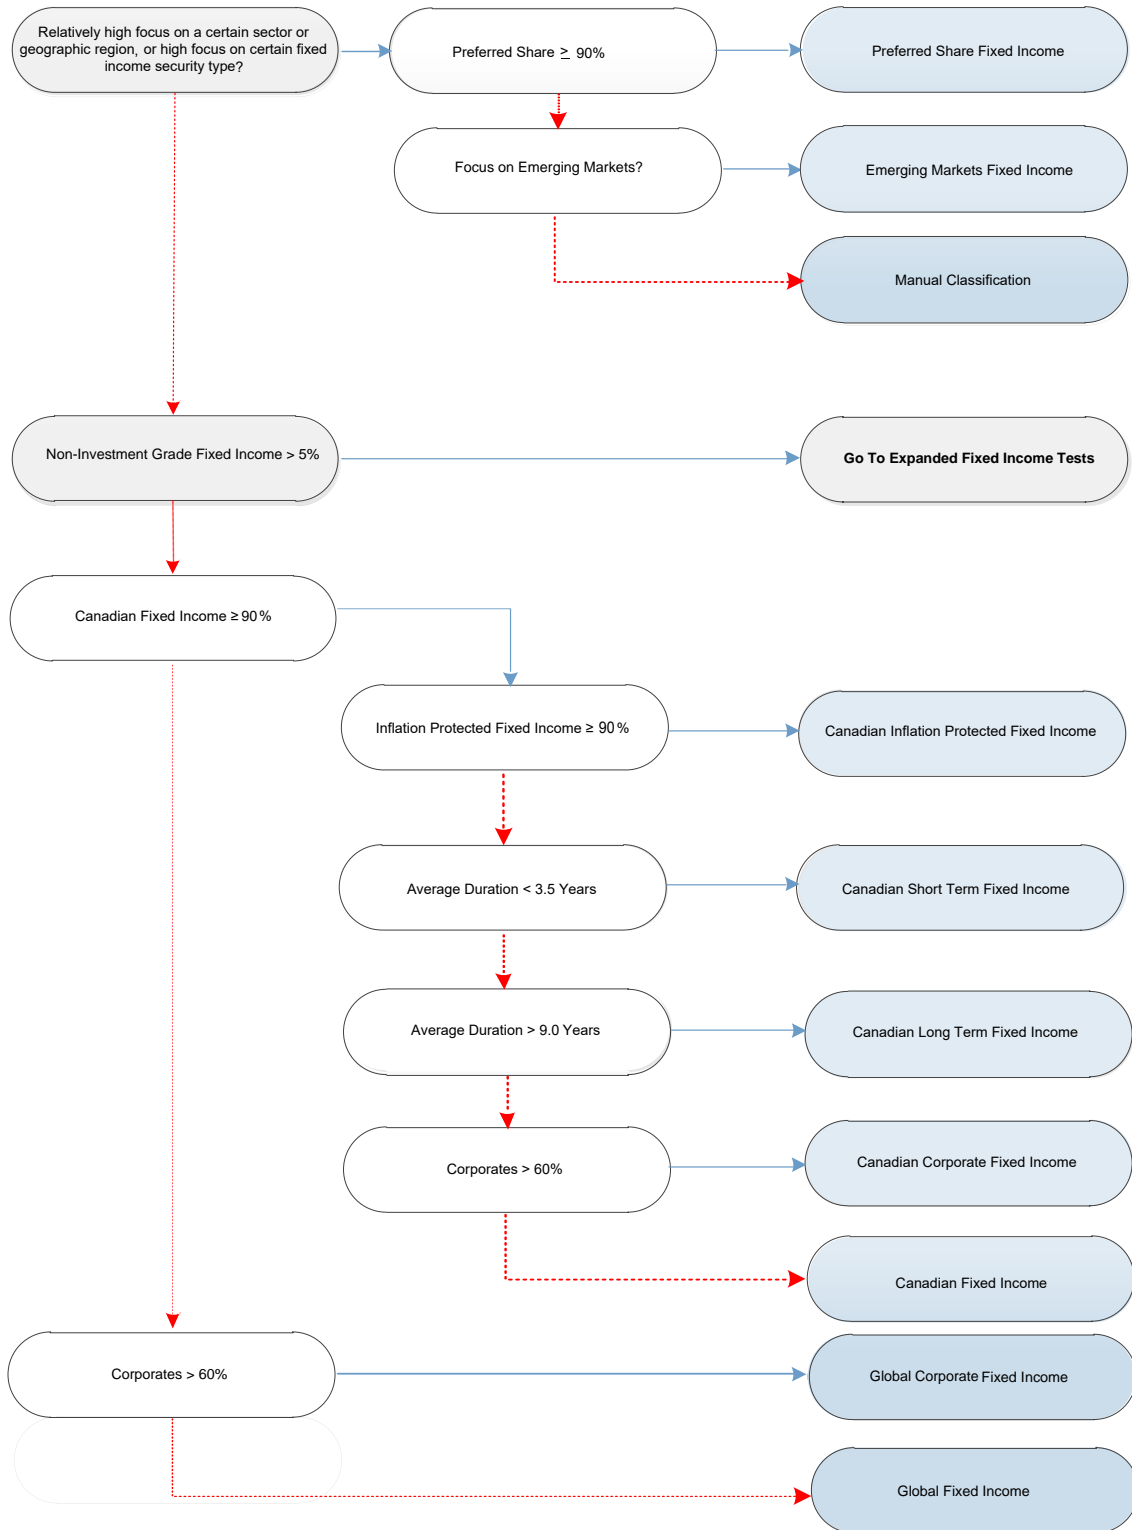 Relatively high focus on a certain sector or
geographic region, or high focus on certain fixed
income security type?
Preferred Share ≥ 90%
Preferred Share Fixed Income
Focus on Emerging Markets?
Emerging Markets Fixed Income
Manual Classification
Non-Investment Grade Fixed Income > 5%
Go To Expanded Fixed Income Tests
Canadian Fixed Income ≥ 90%
Inflation Protected Fixed Income ≥ 90%
Canadian Inflation Protected Fixed Income
Average Duration < 3.5 Years
Canadian Short Term Fixed Income
Average Duration > 9.0 Years
Canadian Long Term Fixed Income
Corporates > 60%
Canadian Corporate Fixed Income
Canadian Fixed Income
Corporates > 60%
Global Corporate Fixed Income
Global Fixed Income